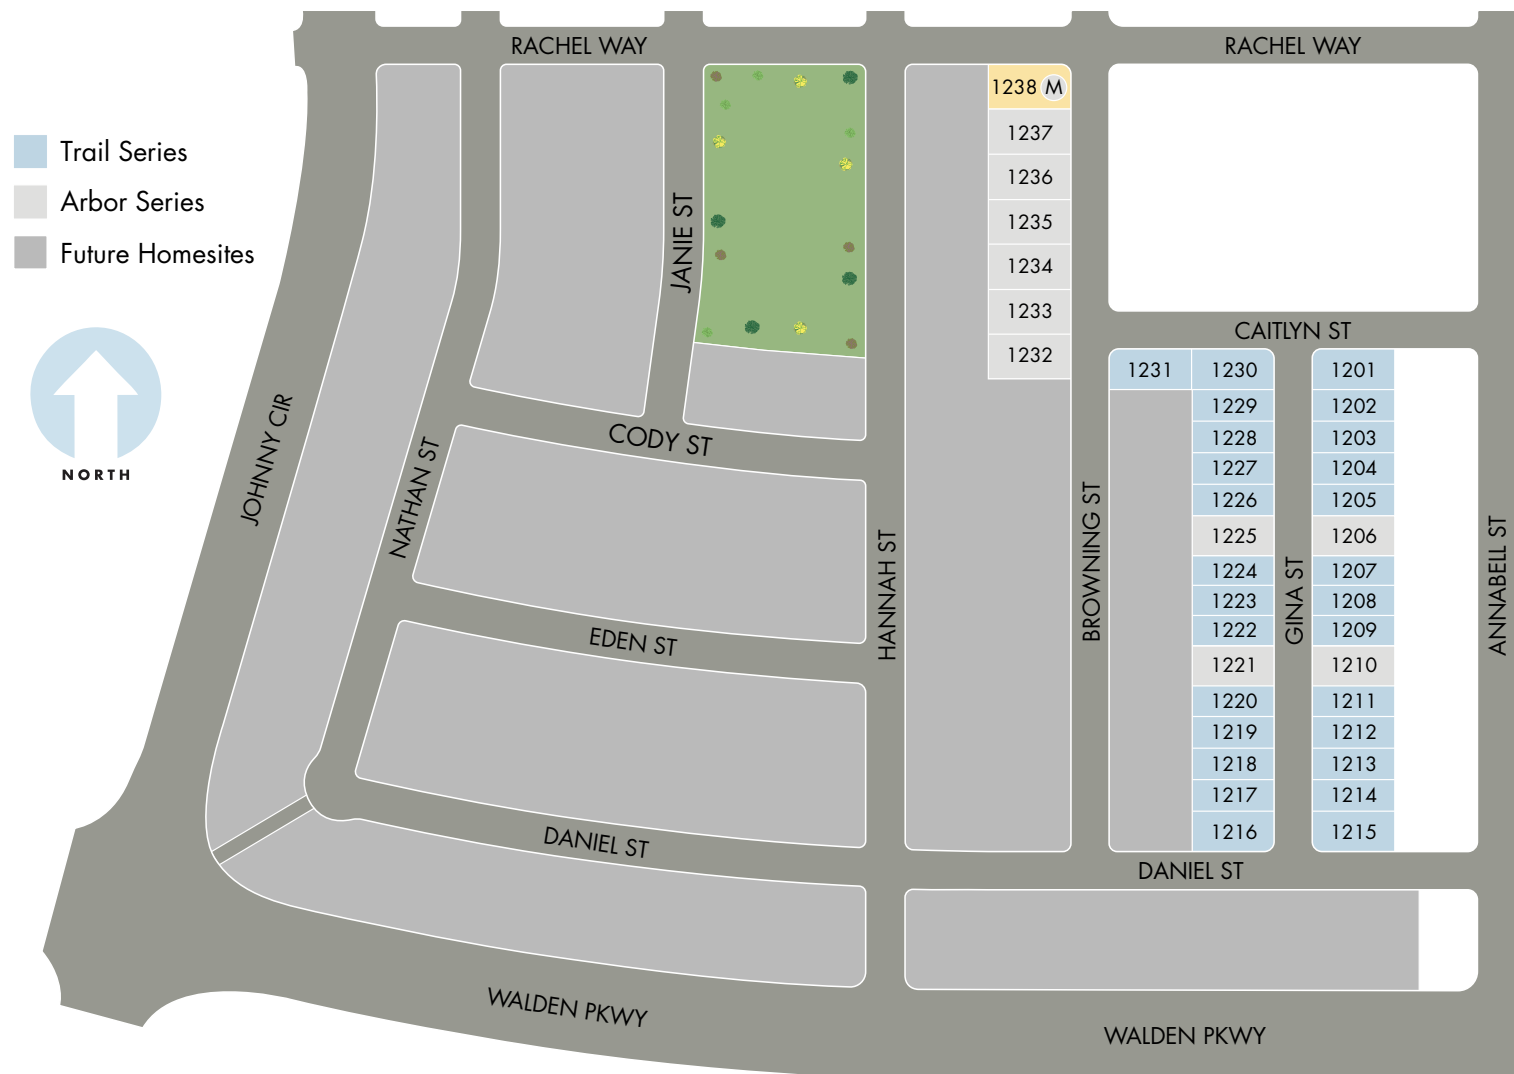 RACHEL WAY
RACHEL WAY
1238 M
1237
1236
1235
1234
1233
1232
Trail Series
Arbor Series
Future Homesites
NORTH
JANIE ST
CAITLYN ST
1231
1230
1229
1228
1227
1226
1225
1224
1223
1222
1221
1220
1219
1218
1217
1216
1201
1202
1203
1204
1205
1206
1207
1208
1209
1210
1211
1212
1213
1214
1215
JOHNNY CIR
NATHAN ST
CODY ST
EDEN ST
HANNAH ST
BROWNING ST
GINA ST
ANNABELL ST
DANIEL ST
DANIEL ST
WALDEN PKWY
WALDEN PKWY